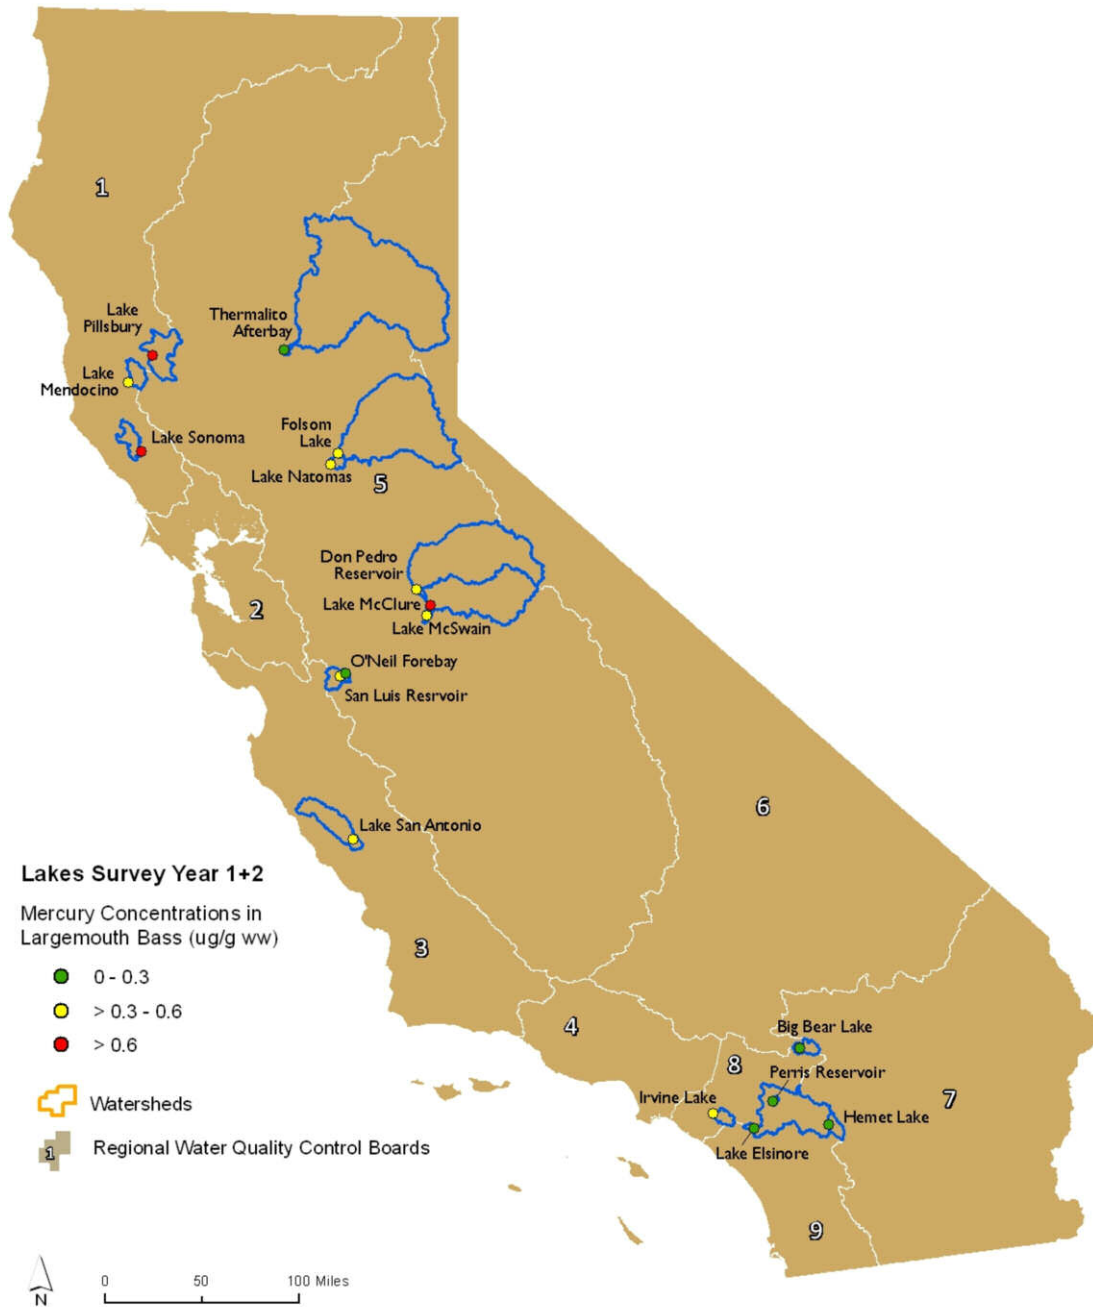 1
Lake
Pillsbury
Thermalito
Afterbay
Lake
Mendocino
Lake Sonoma
Folsom
Lake
Lake Natomas
5
Don Pedro
Reservoir
Lake McClure
Lake McSwain
2
O'Neil Forebay
San Luis Resrvoir
6
Lake San Antonio
Lakes Survey Year 1+2
Mercury Concentrations in
Largemouth Bass (ug/g ww)
0 - 0.3
> 0.3 - 0.6
> 0.6
Watersheds
1
Regional Water Quality Control Boards
3
4
Big Bear Lake
8
Perris Reservoir
Irvine Lake
7
Hemet Lake
Lake Elsinore
9
N
0 50 100 Miles